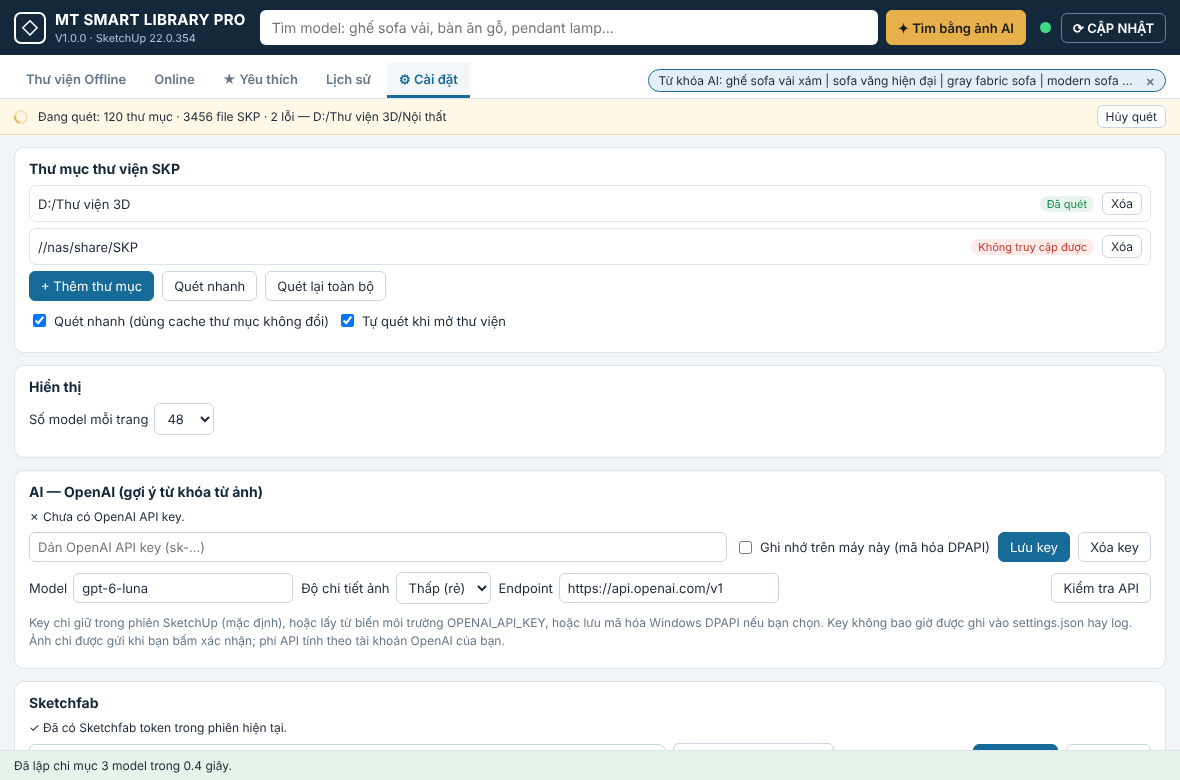 MT SMART LIBRARY PRO
V1.0.0 · SketchUp 22.0.354
Tìm model: ghế sofa vải, bàn ăn gỗ, pendant lamp...
✦ Tìm bằng ảnh AI
⟳ CẬP NHẬT
Thư viện Offline
Online
★ Yêu thích
Lịch sử
⚙ Cài đặt
Từ khóa AI: ghế sofa vải xám | sofa văng hiện đại | gray fabric sofa | modern sofa ...
×
Đang quét: 120 thư mục · 3456 file SKP · 2 lỗi — D:/Thư viện 3D/Nội thất
Hủy quét
Thư mục thư viện SKP
D:/Thư viện 3D
Đã quét
Xóa
//nas/share/SKP
Không truy cập được
Xóa
+ Thêm thư mục
Quét nhanh
Quét lại toàn bộ
Quét nhanh (dùng cache thư mục không đổi)
Tự quét khi mở thư viện
Hiển thị
Số model mỗi trang
48
AI — OpenAI (gợi ý từ khóa từ ảnh)
× Chưa có OpenAI API key.
Dán OpenAI API key (sk-...)
Ghi nhớ trên máy này (mã hóa DPAPI)
Lưu key
Xóa key
Model
gpt-6-luna
Độ chi tiết ảnh
Thấp (rẻ)
Endpoint
https://api.openai.com/v1
Kiểm tra API
Key chỉ giữ trong phiên SketchUp (mặc định), hoặc lấy từ biến môi trường OPENAI_API_KEY, hoặc lưu mã hóa Windows DPAPI nếu bạn chọn. Key không bao giờ được ghi vào settings.json hay log.
Ảnh chỉ được gửi khi bạn bấm xác nhận; phí API tính theo tài khoản OpenAI của bạn.
Sketchfab
✓ Đã có Sketchfab token trong phiên hiện tại.
Đã lập chỉ mục 3 model trong 0.4 giây.